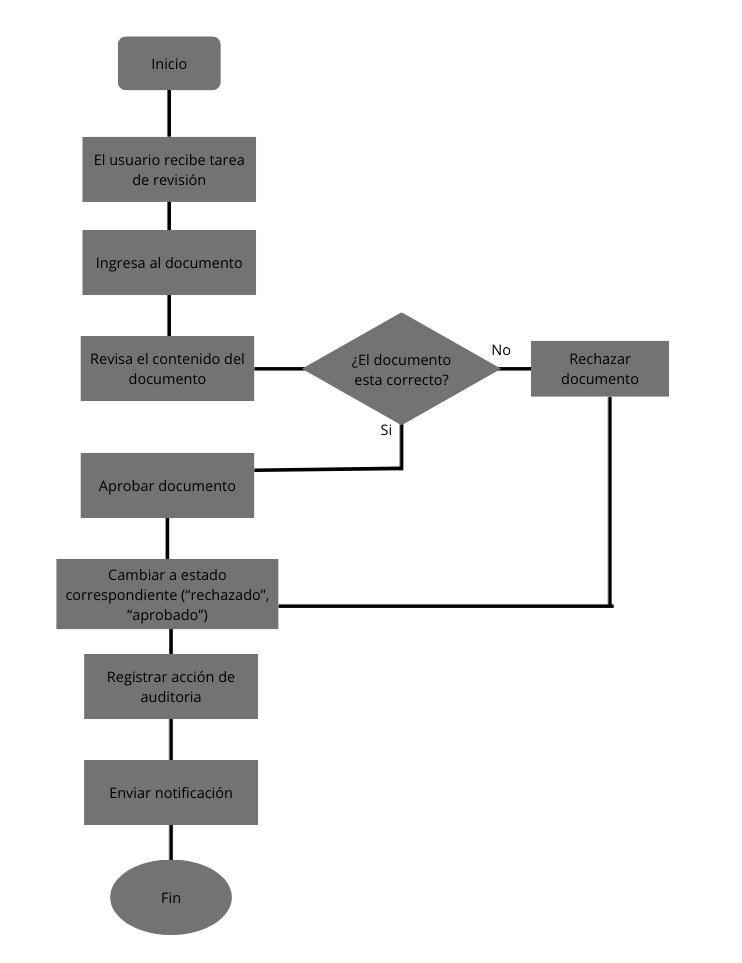 Inicio
El usuario recibe tarea
de revisión
Ingresa al documento
Revisa el contenido del
documento
¿El documento
esta correcto?
No
Rechazar
documento
Si
Aprobar documento
Cambiar a estado
correspondiente (“rechazado”,
“aprobado”)
Registrar acción de
auditoria
Enviar notificación
Fin